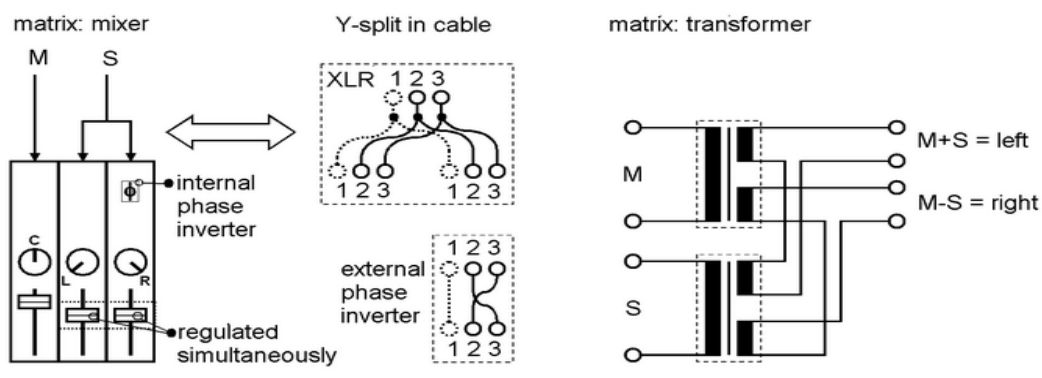 matrix: mixer
M S
internal
phase
inverter
ϕ
C
L
R
regulated
simultaneously
Y-split in cable
XLR 1 2 3
1 2 3 1 2 3
external
phase
inverter
1 2 3
1 2 3
matrix: transformer
M
S
M+S = left
M-S = right